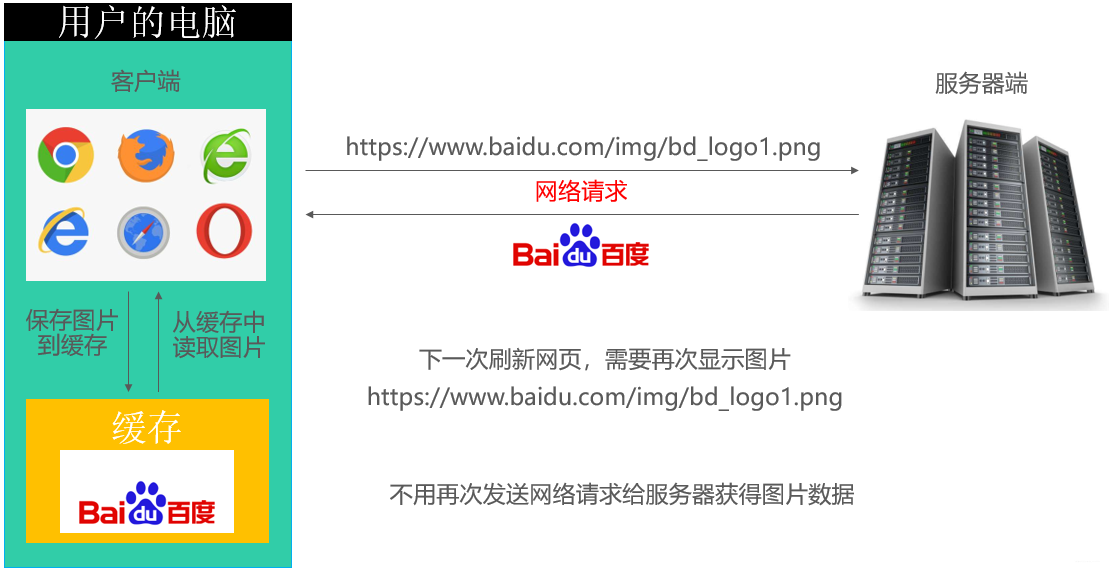 用户的电脑
客户端
服务器端
https://www.baidu.com/img/bd_logo1.png
网络请求
Bai du 百度
保存图片
到缓存
从缓存中
读取图片
下一次刷新网页，需要再次显示图片
https://www.baidu.com/img/bd_logo1.png
缓存
Bai du 百度
不用再次发送网络请求给服务器获得图片数据